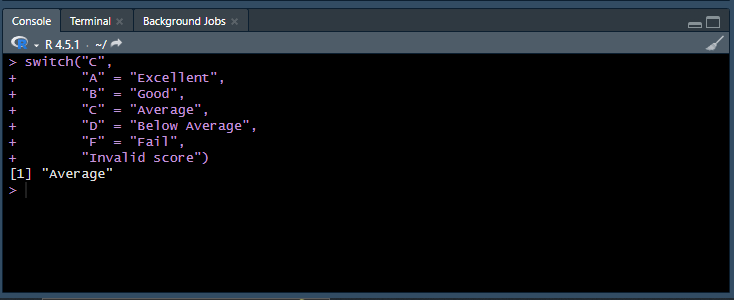 Console Terminal × Background Jobs ×
R 4.5.1 · ~/
> switch("C",
+        "A" = "Excellent",
+        "B" = "Good",
+        "C" = "Average",
+        "D" = "Below Average",
+        "F" = "Fail",
+        "Invalid score")
[1] "Average"
>